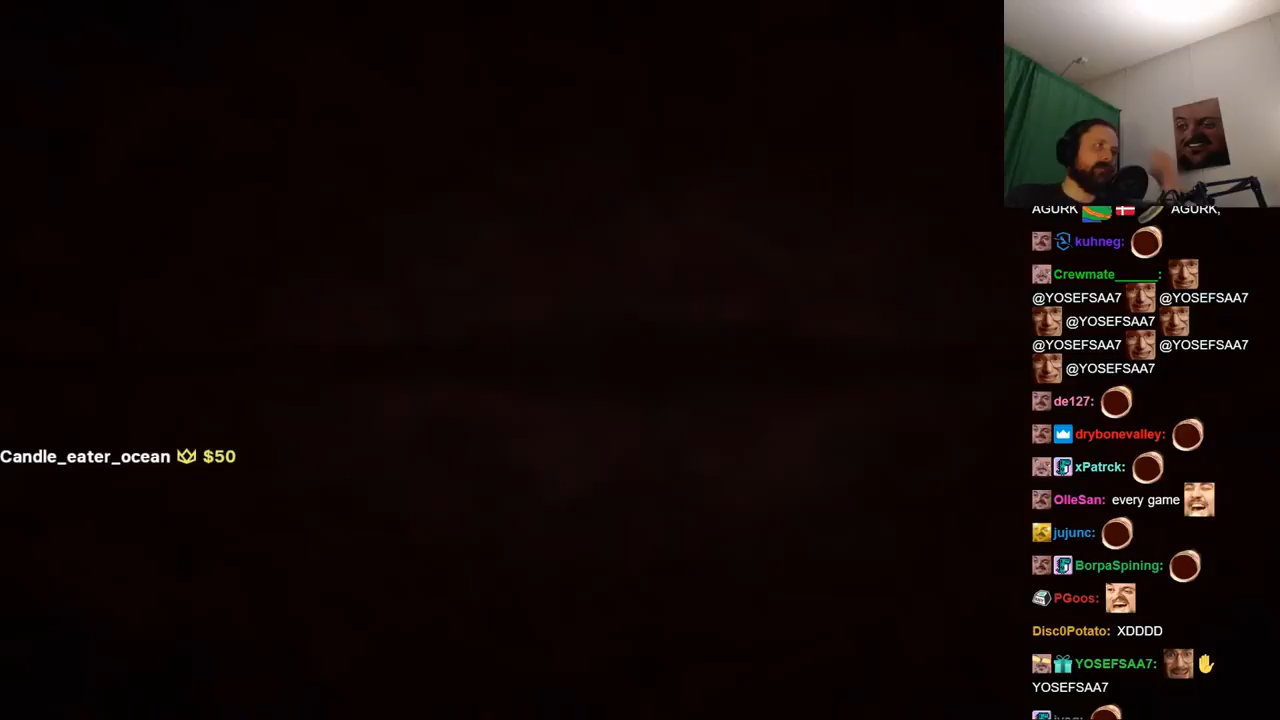 AGURK AGURK,
kuhneg:
Crewmate______:
@YOSEFSAA7 @YOSEFSAA7
@YOSEFSAA7
@YOSEFSAA7 @YOSEFSAA7
@YOSEFSAA7
de127:
drybonevalley:
Candle_eater_ocean $50
xPatrck:
OlleSan: every game
jujunc:
BorpaSpining:
PGoos:
Disc0Potato: XDDDD
YOSEFSAA7:
YOSEFSAA7